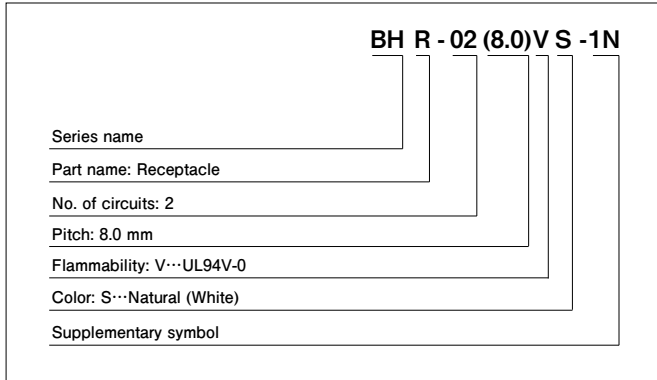 BH R - 02 (8.0) V S - 1N
Series name
Part name: Receptacle
No. of circuits: 2
Pitch: 8.0 mm
Flammability: V···UL94V-0
Color: S···Natural (White)
Supplementary symbol